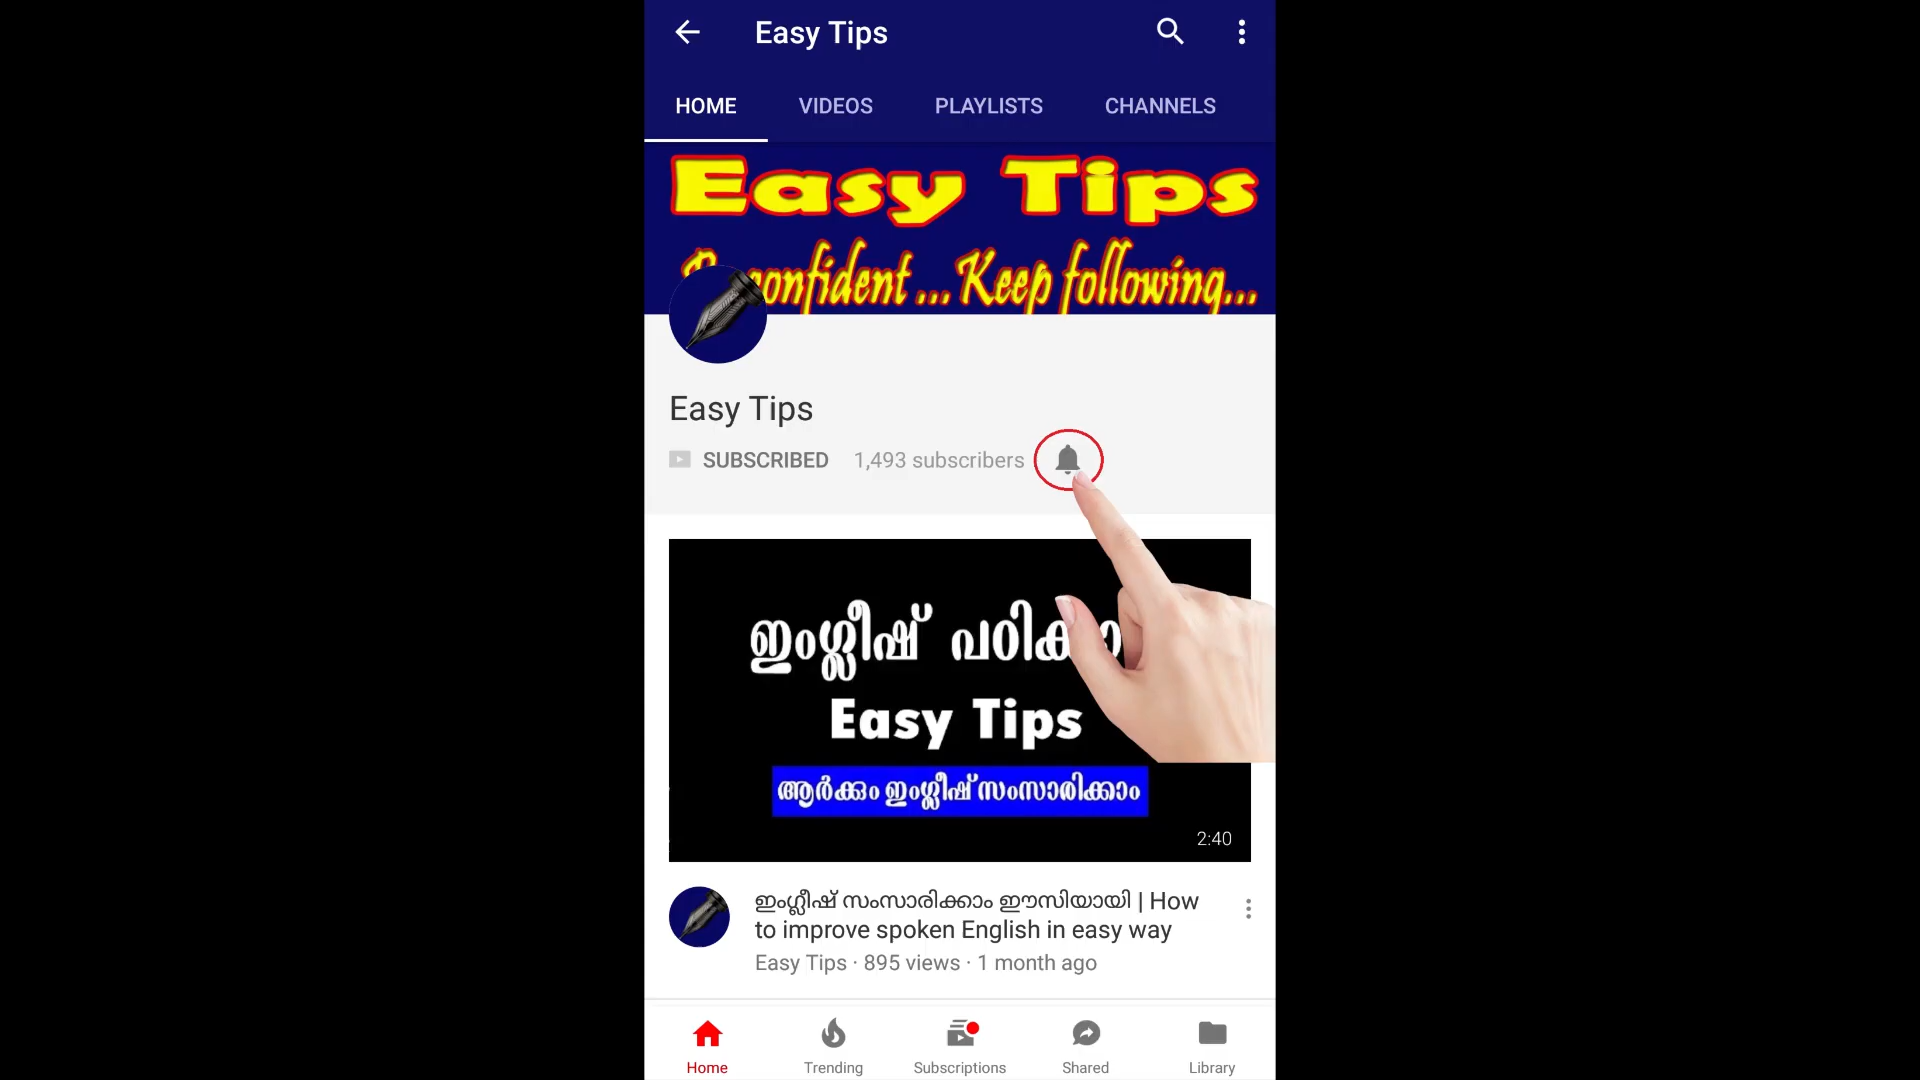 Easy Tips
HOME VIDEOS PLAYLISTS CHANNELS
Easy Tips
confident ... Keep following...
Easy Tips
SUBSCRIBED 1,493 subscribers
ഇംഗ്ലീഷ്
Easy Tips
ആർക്കും ഇംഗ്ലീഷ് സംസാരിക്കാം
2:40
ഇംഗ്ലീഷ് സംസാരിക്കാം ഈസിയായി | How
to improve spoken English in easy way
Easy Tips · 895 views · 1 month ago
Home Trending Subscriptions Shared Library